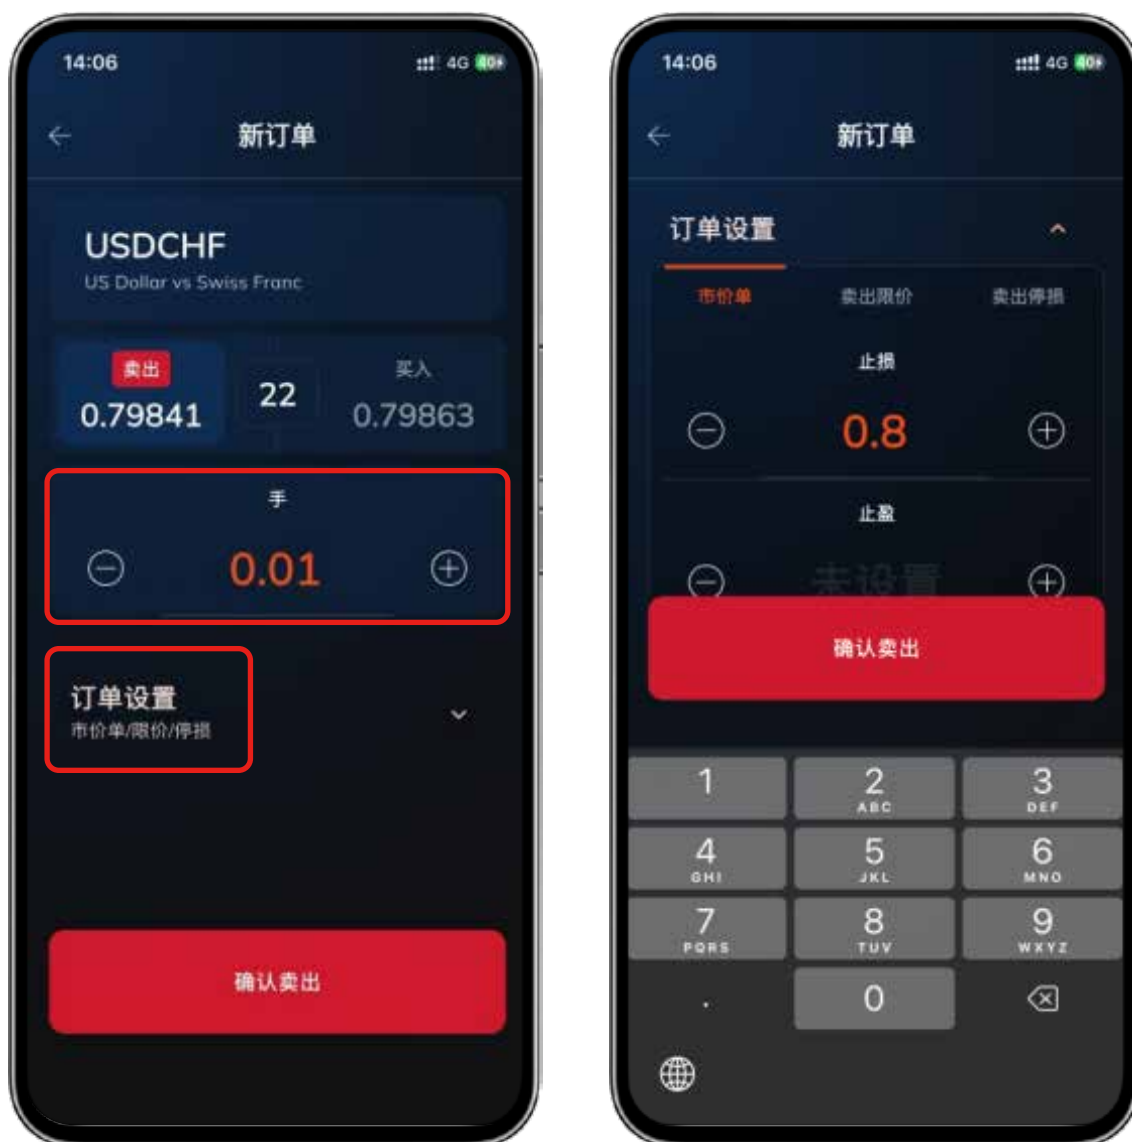 14:06
4G 40
新订单
USDCHF
US Dollar vs Swiss Franc
卖出
0.79841
22
买入
0.79863
手
0.01
订单设置
市价单/限价/停损
确认卖出
14:06
4G 40
新订单
订单设置
市价单
卖出限价
卖出停损
止损
0.8
止盈
未设置
确认卖出
1
2
ABC
3
DEF
4
GHI
5
JKL
6
MNO
7
PQRS
8
TUV
9
WXYZ
.
0